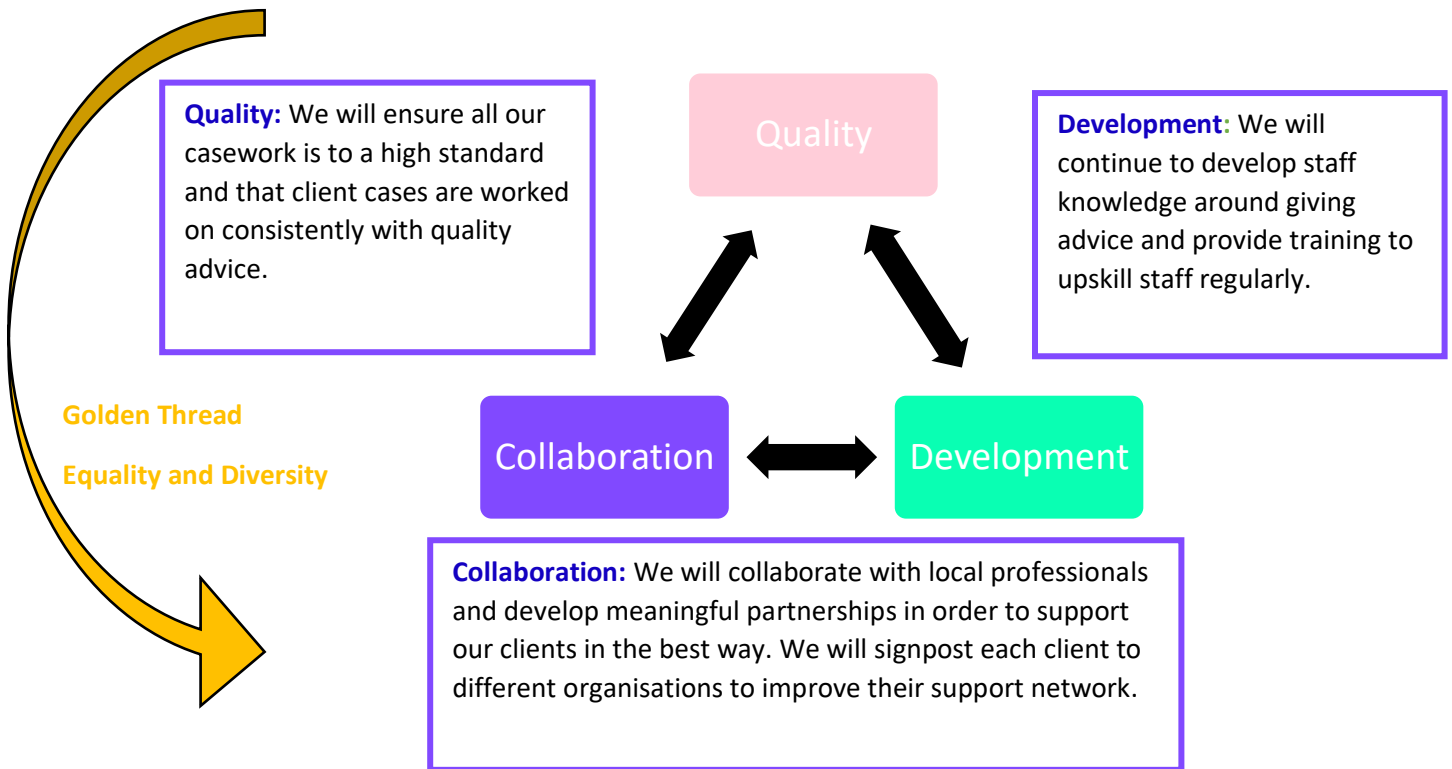 Quality: We will ensure all our
casework is to a high standard
and that client cases are worked
on consistently with quality
advice.
Quality
Development: We will
continue to develop staff
knowledge around giving
advice and provide training to
upskill staff regularly.
Golden Thread
Equality and Diversity
Collaboration
Development
Collaboration: We will collaborate with local professionals
and develop meaningful partnerships in order to support
our clients in the best way. We will signpost each client to
different organisations to improve their support network.